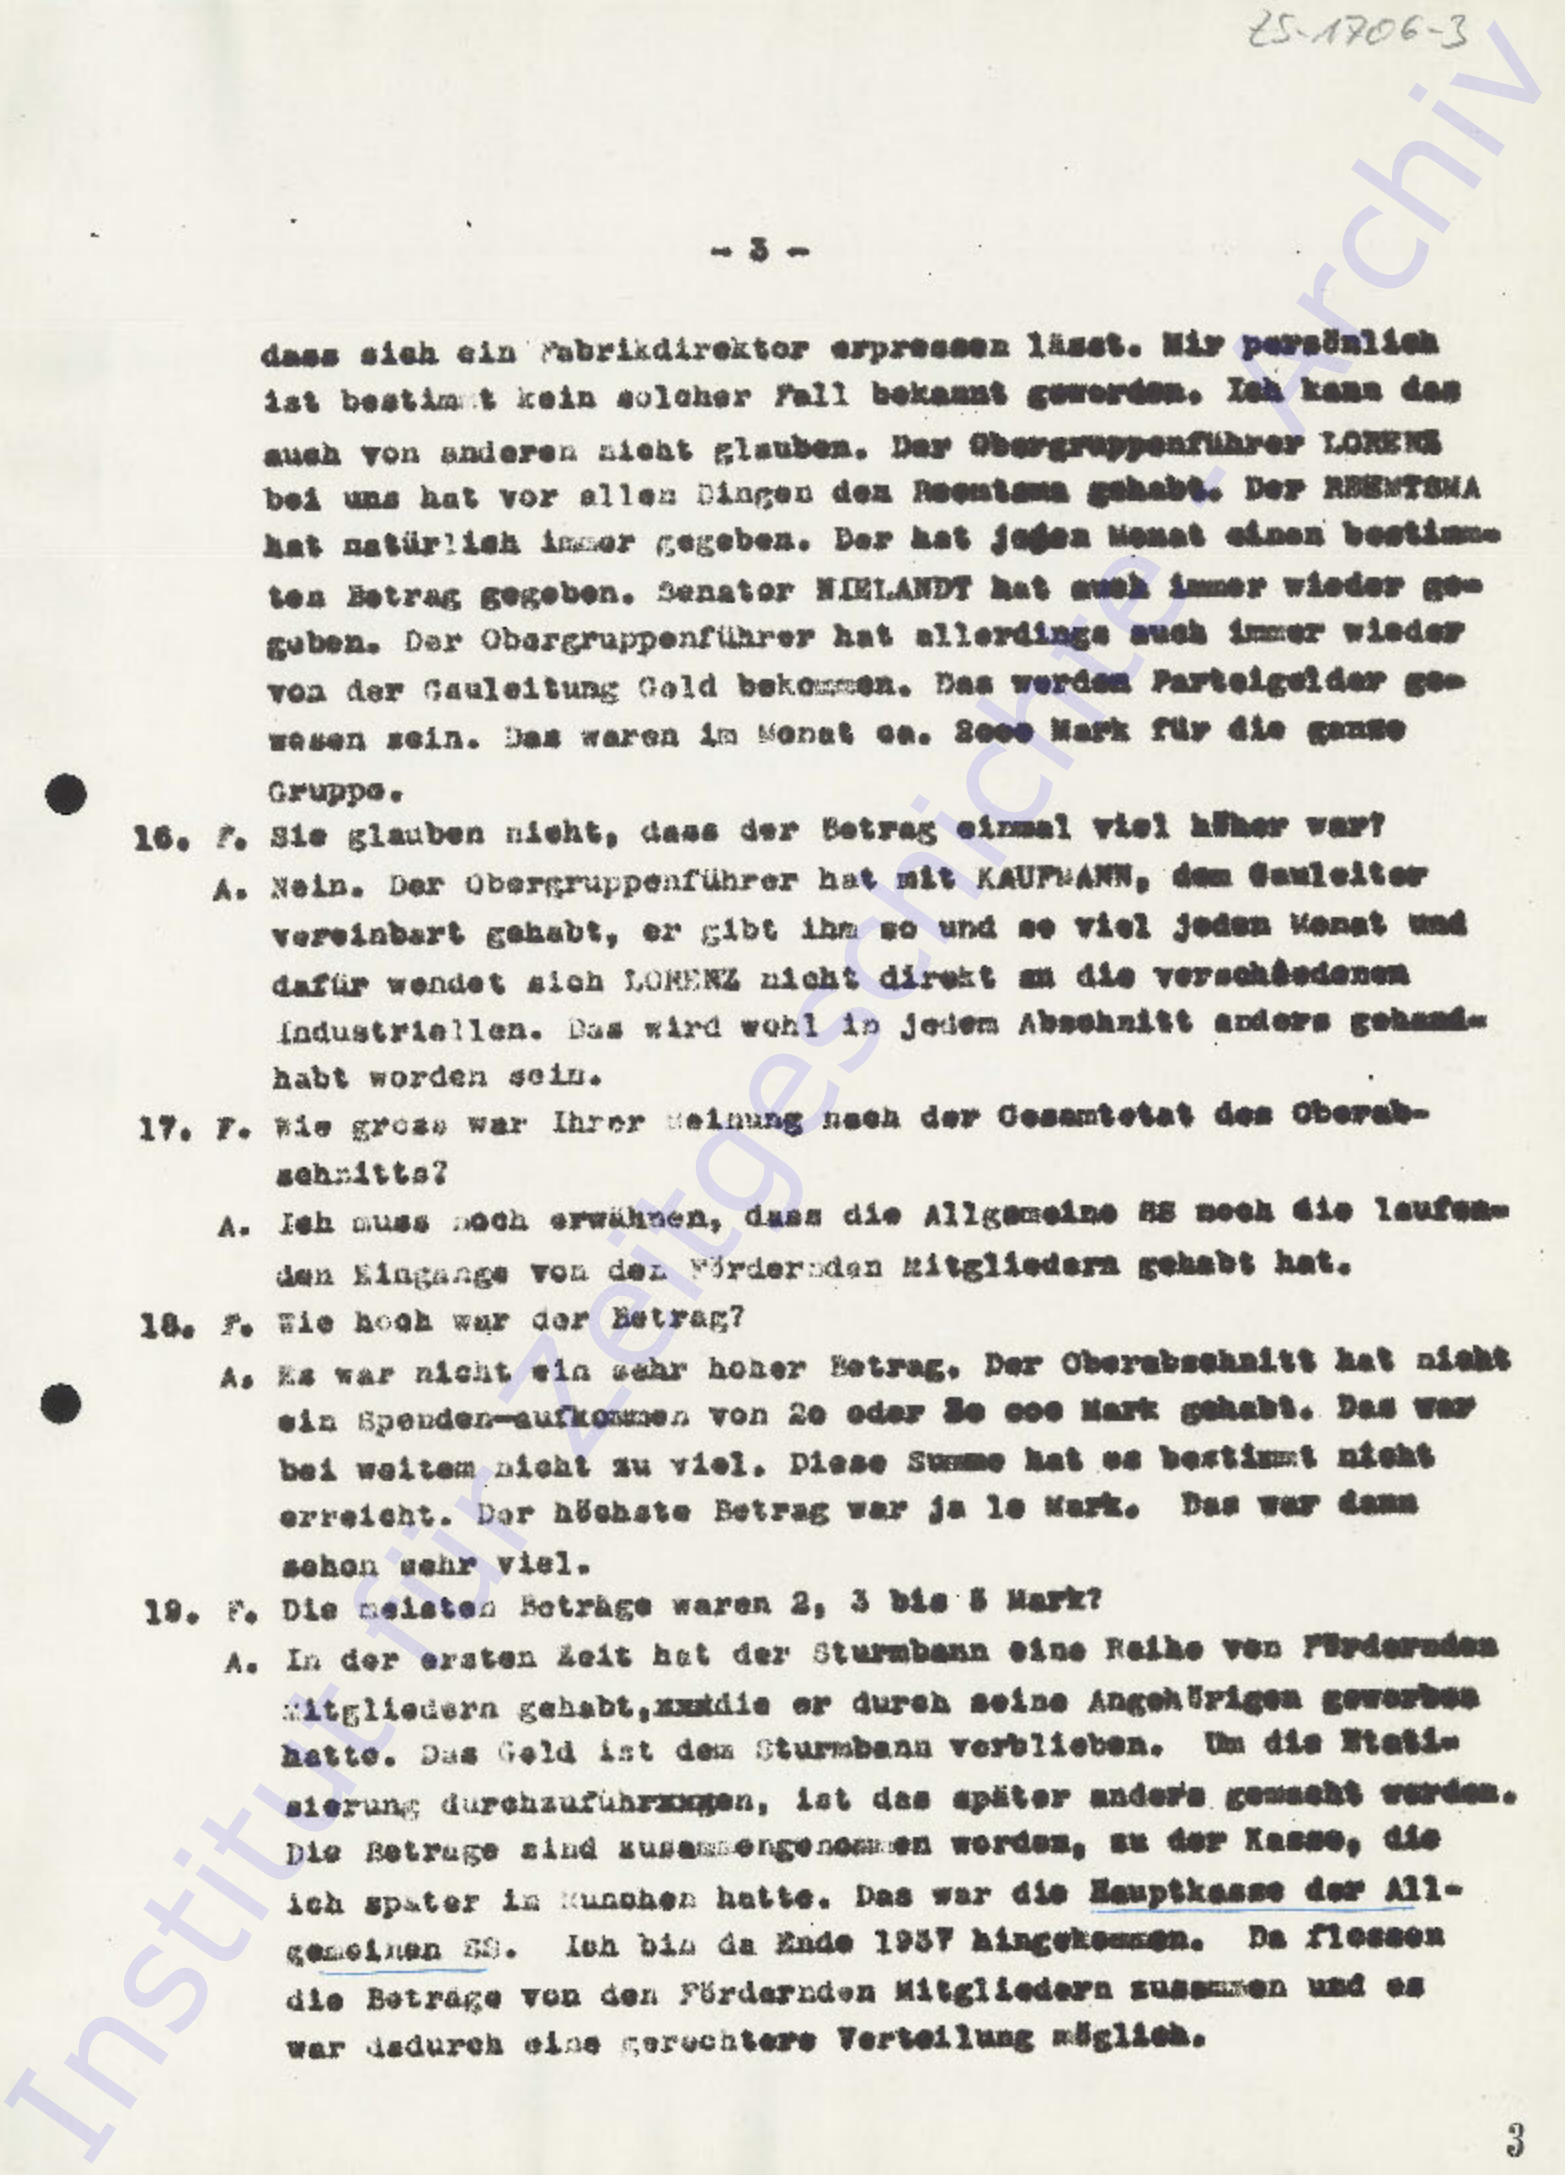 ZS-1706-3
- 3 -
dass sich ein Fabrikdirektor erpressen lässt. Mir persönlich
ist bestimmt kein solcher Fall bekannt geworden. Ich kann das
auch von anderen nicht glauben. Der Obergruppenführer LORENZ
bei uns hat vor allen Dingen den Reemtsma gehabt. Der REEMTSMA
hat natürlich immer gegeben. Der hat jeden Monat einen bestimm-
ten Betrag gegeben. Senator NIELANDT hat auch immer wieder ge-
geben. Der Obergruppenführer hat allerdings auch immer wieder
von der Gauleitung Geld bekommen. Das werden Parteigelder ge-
wesen sein. Das waren im Monat ca. 2000 Mark für die ganze
Gruppe.
16. F. Sie glauben nicht, dass der Betrag einmal viel höher war?
A. Nein. Der Obergruppenführer hat mit KAUFMANN, dem Gauleiter
vereinbart gehabt, er gibt ihm so und so viel jeden Monat und
dafür wendet sich LORENZ nicht direkt an die verschiedenen
Industriellen. Das wird wohl in jedem Abschnitt anders gehand-
habt worden sein.
17. F. Wie gross war Ihrer Meinung nach der Gesamtetat des Oberab-
schnitts?
A. Ich muss noch erwähnen, dass die Allgemeine SS noch die laufen-
den Eingange von den Fördernden Mitgliedern gehabt hat.
18. F. Wie hoch war der Betrag?
A. Es war nicht ein sehr hoher Betrag. Der Oberabschnitt hat nicht
ein Spenden-aufkommen von 2o oder ooo Mark gehabt. Das war
bei weitem nicht zu viel. Diese Summe hat es bestimmt nicht
erreicht. Der höchste Betrag war ja 1o Mark. Das war dann
schon sehr viel.
19. F. Die meisten Beträge waren 2, 3 bis 5 Mark?
A. In der ersten Zeit hat der Sturmbann eine Reihe von Fördernden
Mitgliedern gehabt,xxxdie er durch seine Angehörigen geworben
hatte. Das Geld ist dem Sturmbann verblieben. Um die Etati-
sierung durchzuführxxxen, ist das später anders gemacht worden.
Die Betrage sind zusammengenommen worden, zu der Kasse, die
ich später in Munchen hatte. Das war die Hauptkasse der All-
gemeinen SS. Ich bin da Ende 1937 hingekommen. Da flossen
die Beträge von den Fördernden Mitgliedern zusammen und es
war dadurch eine gerechtere Verteilung möglich.
3
Institut für Zeitgeschichte - Archiv